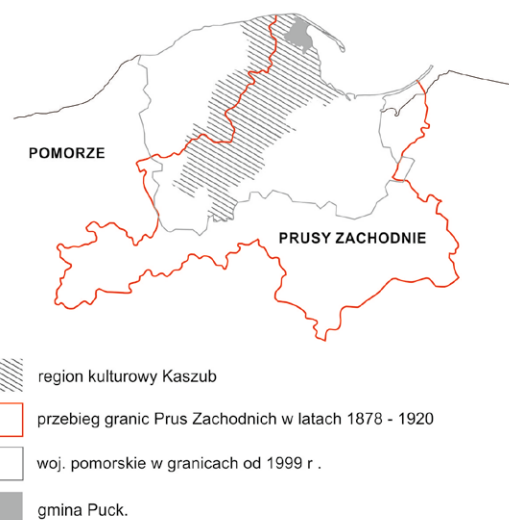 POMORZE
PRUSY ZACHODNIE
region kulturowy Kaszub
przebieg granic Prus Zachodnich w latach 1878 - 1920
woj. pomorskie w granicach od 1999 r .
gmina Puck.